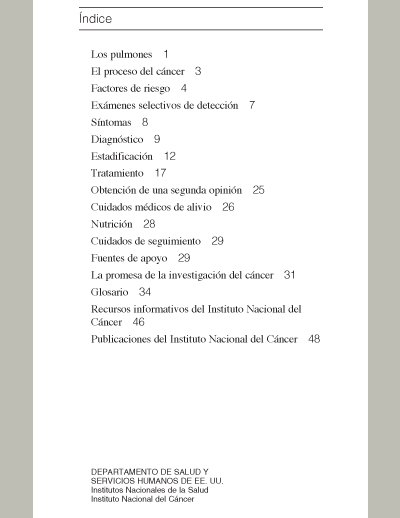 Índice
Los pulmones 1
El proceso del cáncer 3
Factores de riesgo 4
Exámenes selectivos de detección 7
Síntomas 8
Diagnóstico 9
Estadificación 12
Tratamiento 17
Obtención de una segunda opinión 25
Cuidados médicos de alivio 26
Nutrición 28
Cuidados de seguimiento 29
Fuentes de apoyo 29
La promesa de la investigación del cáncer 31
Glosario 34
Recursos informativos del Instituto Nacional del
Cáncer 46
Publicaciones del Instituto Nacional del Cáncer 48
DEPARTAMENTO DE SALUD Y
SERVICIOS HUMANOS DE EE. UU.
Institutos Nacionales de la Salud
Instituto Nacional del Cáncer